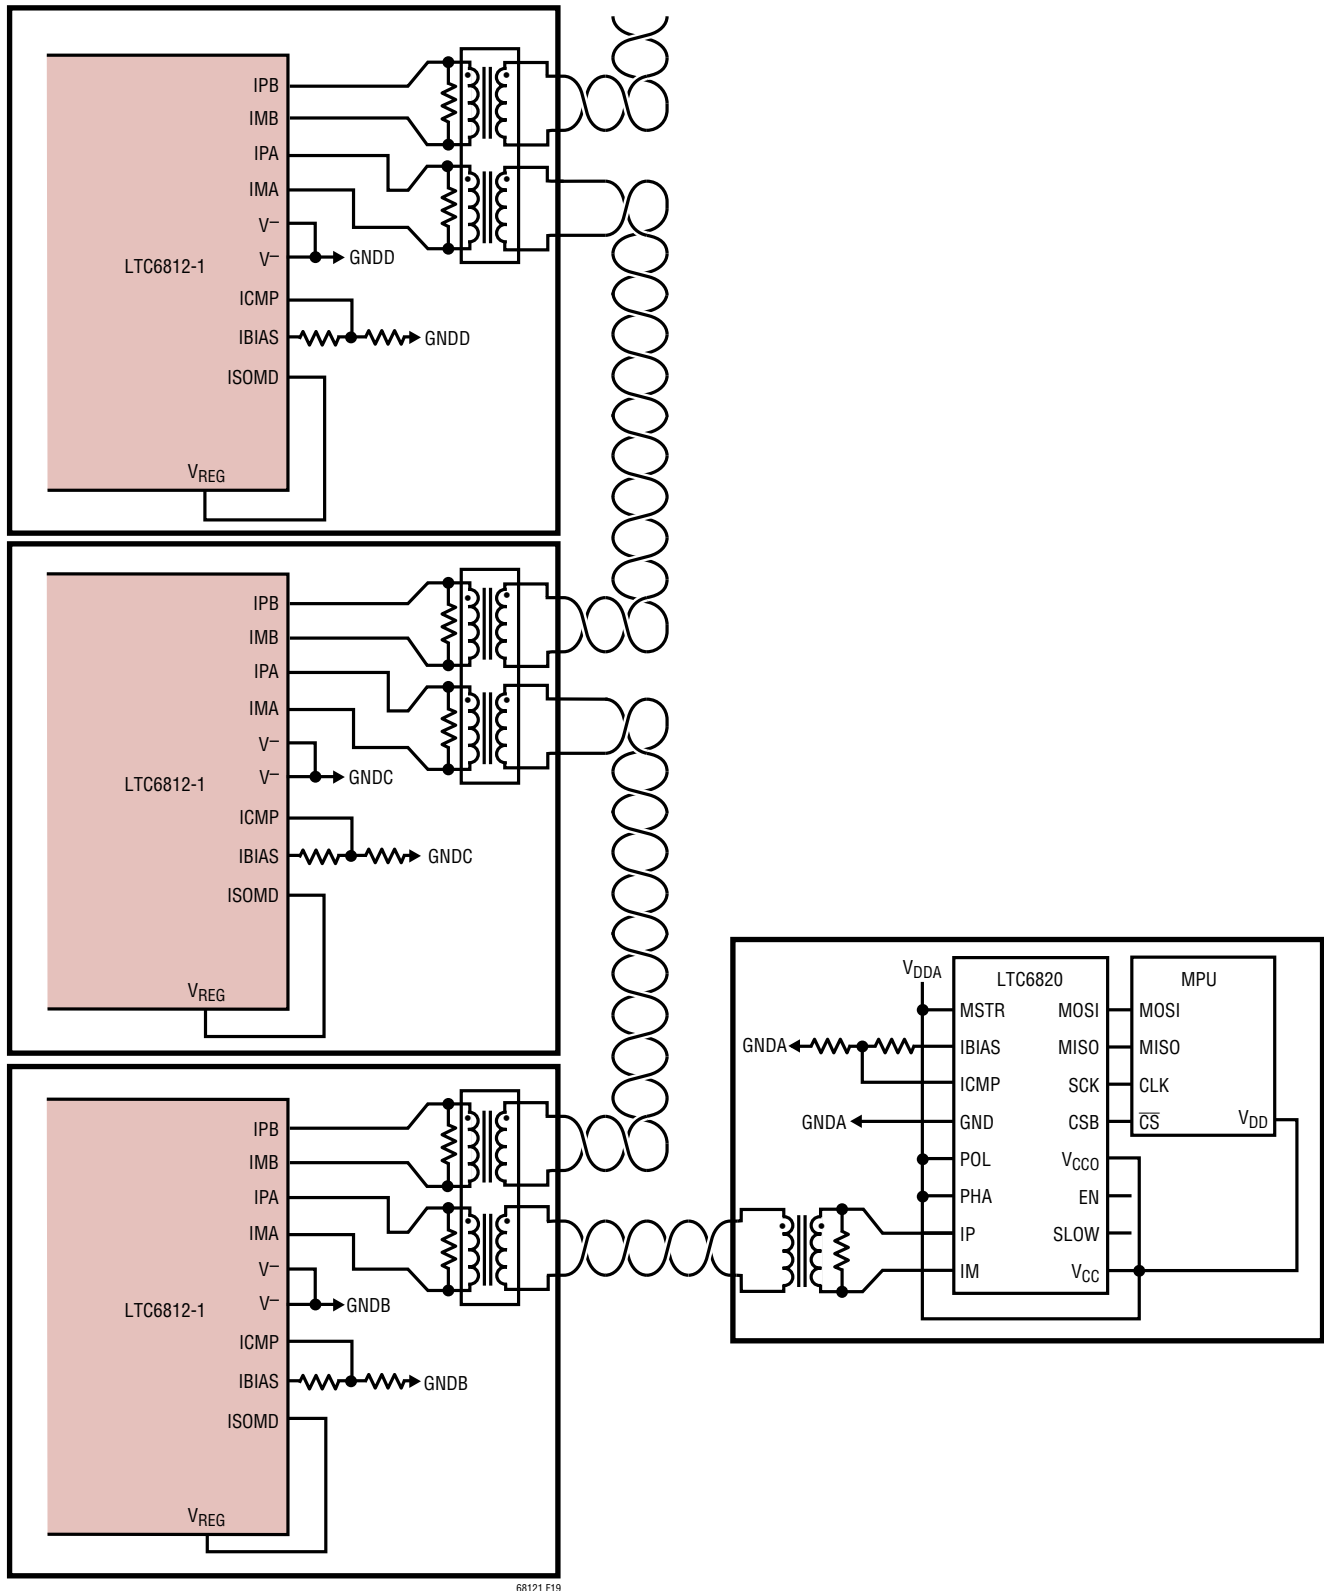 IPB
IMB
IPA
IMA
V–
V–
GNDD
LTC6812-1
ICMP
IBIAS
GNDD
ISOMD
VREG
IPB
IMB
IPA
IMA
V–
V–
GNDC
LTC6812-1
ICMP
IBIAS
GNDC
ISOMD
VREG
IPB
IMB
IPA
IMA
V–
V–
GNDB
LTC6812-1
ICMP
IBIAS
GNDB
ISOMD
VREG
VDDA
LTC6820
MSTR
IBIAS
ICMP
GND
POL
PHA
IP
IM
GNDA
GNDA
MOSI
MISO
SCK
CSB
VCCO
EN
SLOW
VCC
MPU
MOSI
MISO
CLK
CS
VDD
68121 F19